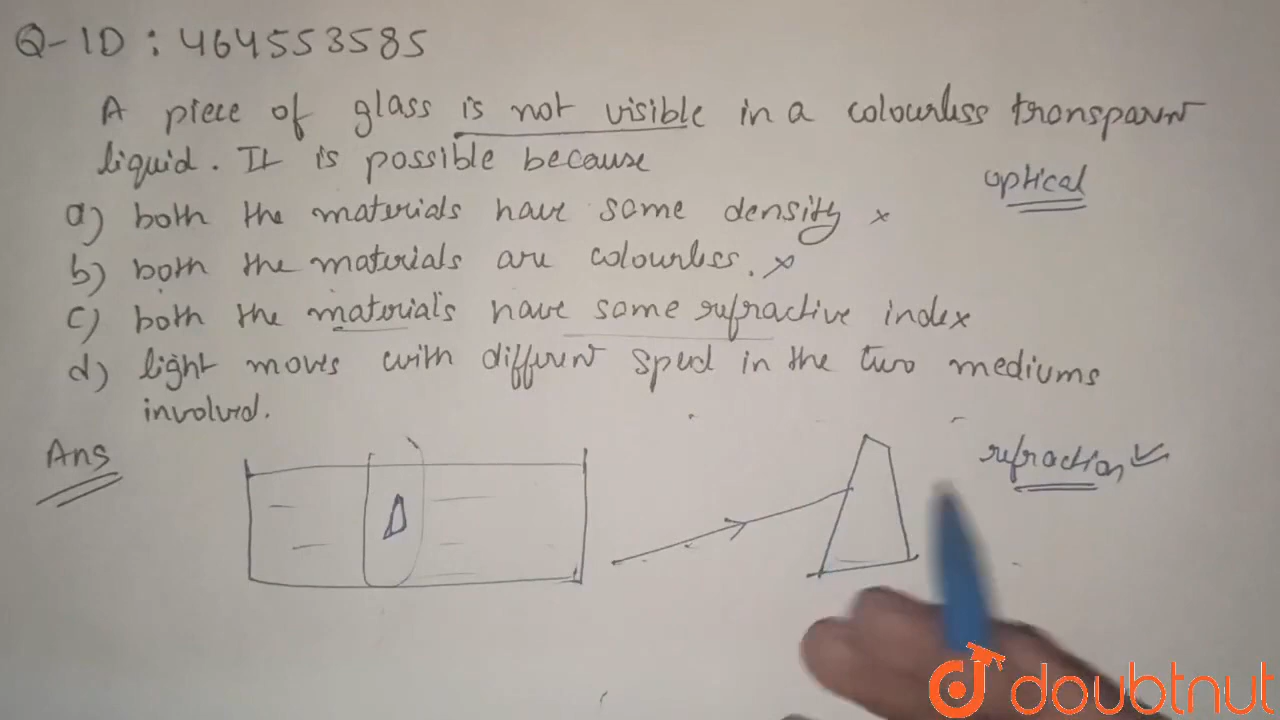 Q-ID : 464553585
A piece of glass is not visible in a colourless transparent
liquid. It is possible because
optical
a) both the materials have same density ×
b) both the materials are colourless. ×
c) both the materials have same refractive index
d) light moves with different speed in the two mediums
involved.
Ans
refraction ✓
doubtnut